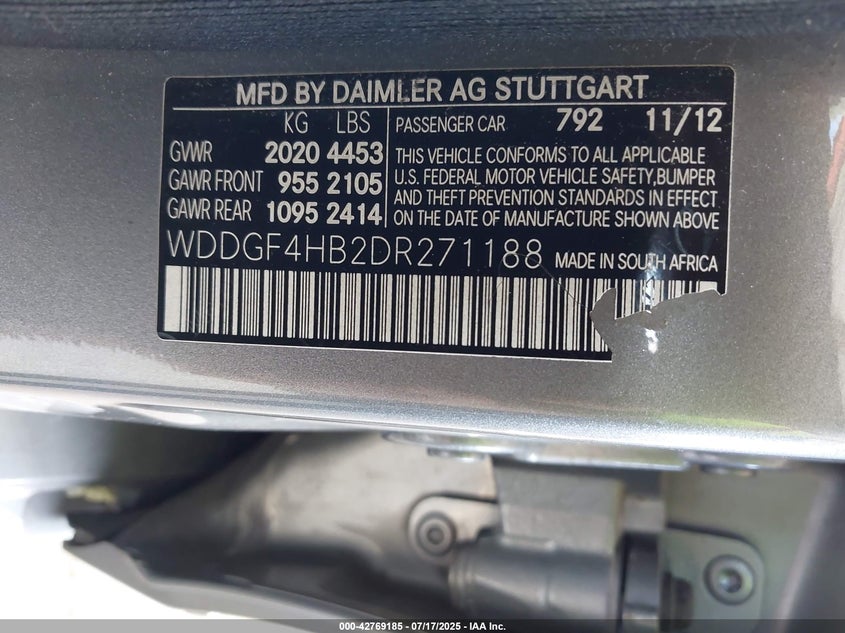 MFD BY DAIMLER AG STUTTGART
KG LBS
GVWR 2020 4453
GAWR FRONT 955 2105
GAWR REAR 1095 2414
PASSENGER CAR 792 11/12
THIS VEHICLE CONFORMS TO ALL APPLICABLE
U.S. FEDERAL MOTOR VEHICLE SAFETY,BUMPER
AND THEFT PREVENTION STANDARDS IN EFFECT
ON THE DATE OF MANUFACTURE SHOWN ABOVE
WDDGF4HB2DR271188 MADE IN SOUTH AFRICA
000-42769185 - 07/17/2025 - IAA Inc.